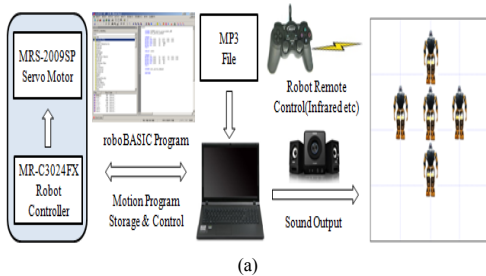 MRS-2009SP
Servo Motor
MR-C3024FX
Robot
Controller
roboBASIC Program
Motion Program
Storage & Control
MP3
File
Robot Remote
Control(Infrared etc)
Sound Output
(a)